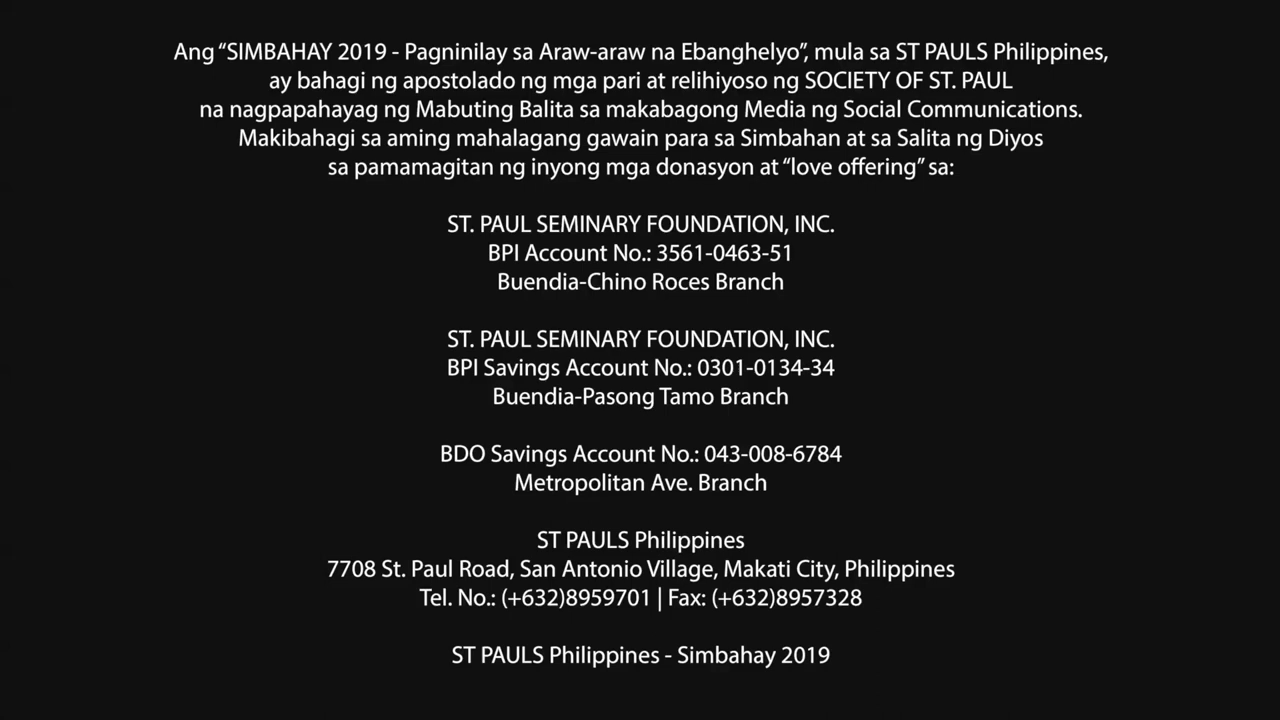 Ang “SIMBAHAY 2019 - Pagninilay sa Araw-araw na Ebanghelyo”, mula sa ST PAULS Philippines,
ay bahagi ng apostolado ng mga pari at relihiyoso ng SOCIETY OF ST. PAUL
na nagpapahayag ng Mabuting Balita sa makabagong Media ng Social Communications.
Makibahagi sa aming mahalagang gawain para sa Simbahan at sa Salita ng Diyos
sa pamamagitan ng inyong mga donasyon at “love offering” sa:
ST. PAUL SEMINARY FOUNDATION, INC.
BPI Account No.: 3561-0463-51
Buendia-Chino Roces Branch
ST. PAUL SEMINARY FOUNDATION, INC.
BPI Savings Account No.: 0301-0134-34
Buendia-Pasong Tamo Branch
BDO Savings Account No.: 043-008-6784
Metropolitan Ave. Branch
ST PAULS Philippines
7708 St. Paul Road, San Antonio Village, Makati City, Philippines
Tel. No.: (+632)8959701 | Fax: (+632)8957328
ST PAULS Philippines - Simbahay 2019